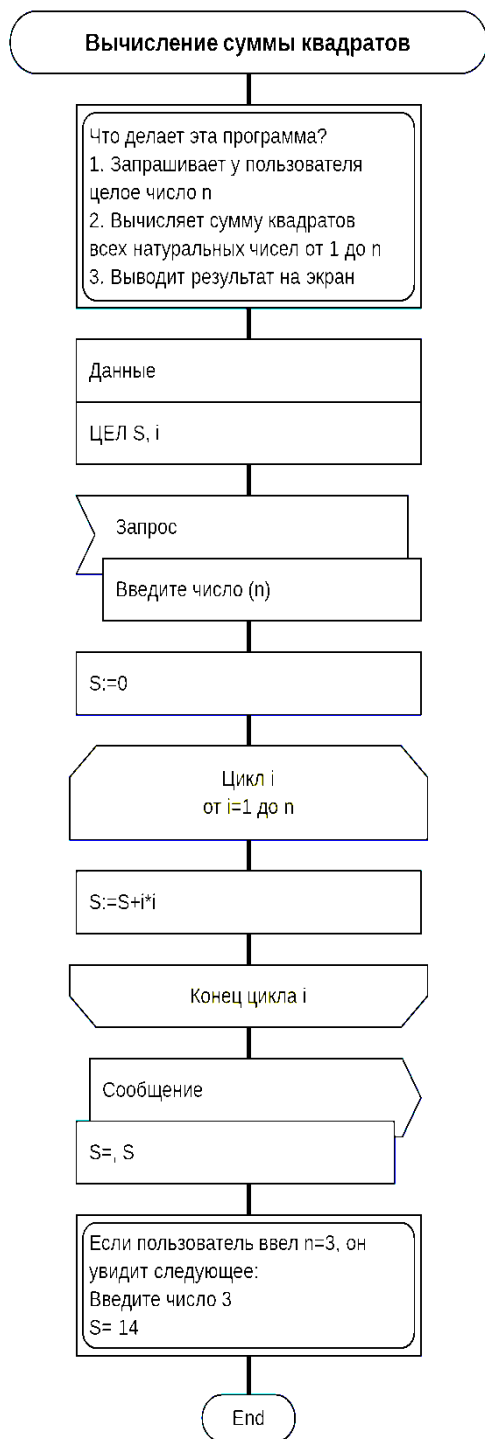 Вычисление суммы квадратов
Что делает эта программа?
1. Запрашивает у пользователя
целое число n
2. Вычисляет сумму квадратов
всех натуральных чисел от 1 до n
3. Выводит результат на экран
Данные
ЦЕЛ S, i
Запрос
Введите число (n)
S:=0
Цикл i
от i=1 до n
S:=S+i*i
Конец цикла i
Сообщение
S=, S
Если пользователь ввел n=3, он
увидит следующее:
Введите число 3
S= 14
End